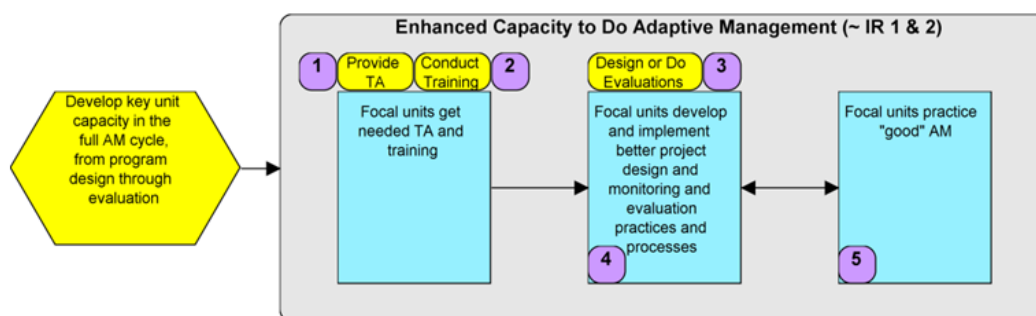 Enhanced Capacity to Do Adaptive Management (~ IR 1 & 2)
1
Provide
TA
Conduct
Training
2
Design or Do
Evaluations
3
Develop key unit
capacity in the
full AM cycle,
from program
design through
evaluation
Focal units get
needed TA and
training
Focal units develop
and implement
better project
design and
monitoring and
evaluation
practices and
processes
4
Focal units practice
"good" AM
5